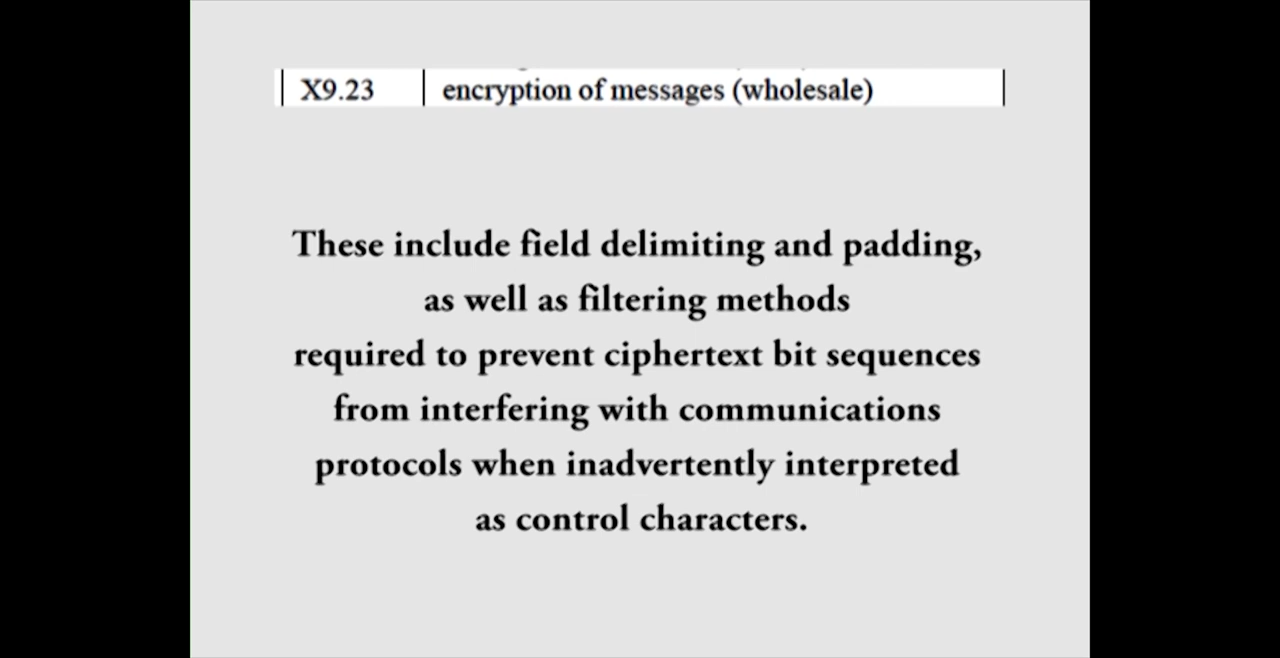 X9.23 encryption of messages (wholesale)
These include field delimiting and padding,
as well as filtering methods
required to prevent ciphertext bit sequences
from interfering with communications
protocols when inadvertently interpreted
as control characters.